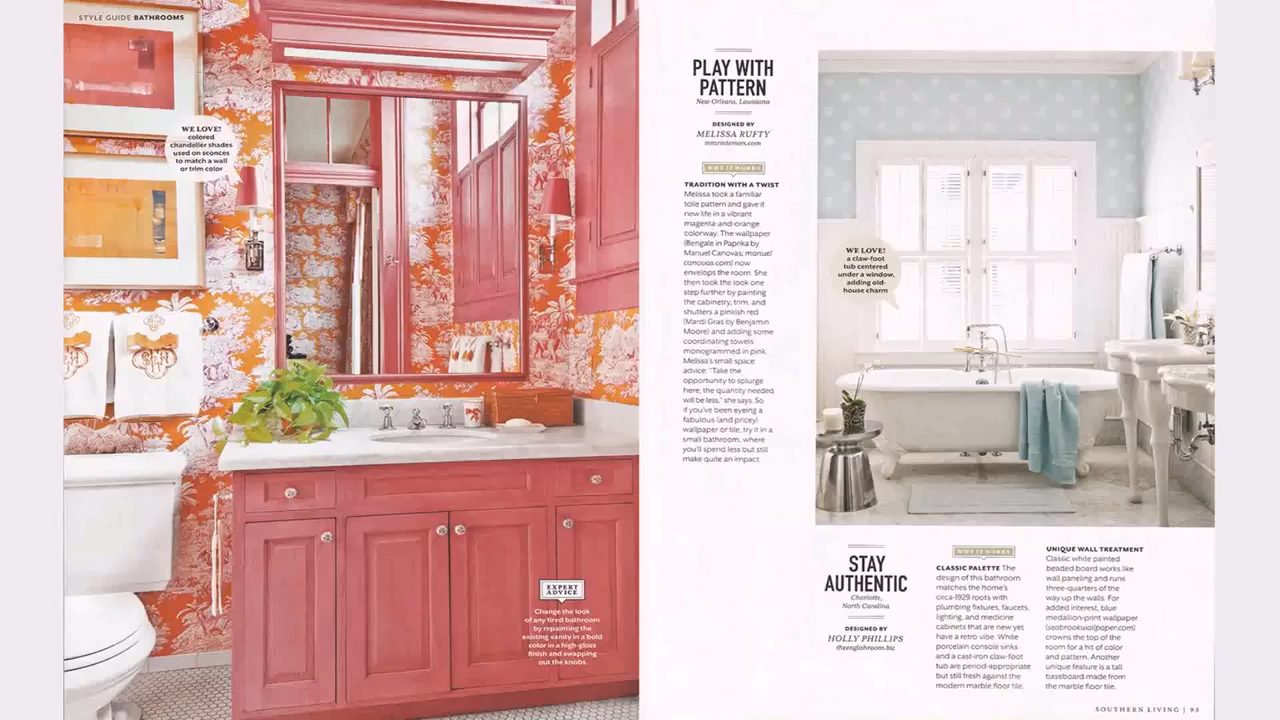 STYLE GUIDE BATHROOMS
WE LOVE!
colored
chandelier shades
used on sconces
to match a wall
or trim color
EXPERT
ADVICE
Change the look
of any tired bathroom
by repainting the
existing vanity in a bold
color in a high-gloss
finish and swapping
out the knobs.
PLAY WITH
PATTERN
New Orleans, Louisiana
DESIGNED BY
MELISSA RUFTY
mmrinteriors.com
WHY IT WORKS
TRADITION WITH A TWIST
Melissa took a familiar
toile pattern and gave it
new life in a vibrant
magenta-and-orange
colorway. The wallpaper
(Bengale in Paprika by
Manuel Canovas; manuel
canovas.com) now
envelops the room. She
then took the look one
step further by painting
the cabinetry, trim, and
shutters a pinkish red
(Mardi Gras by Benjamin
Moore) and adding some
coordinating towels
monogrammed in pink.
Melissa's small-space
advice: "Take the
opportunity to splurge
here; the quantity needed
will be less," she says. So
if you've been eyeing a
fabulous (and pricey)
wallpaper or tile, try it in a
small bathroom, where
you'll spend less but still
make quite an impact.
WE LOVE!
a claw-foot
tub centered
under a window,
adding old-
house charm
STAY
AUTHENTIC
Charlotte,
North Carolina
DESIGNED BY
HOLLY PHILLIPS
theenglishroom.biz
WHY IT WORKS
CLASSIC PALETTE The
design of this bathroom
matches the home's
circa-1929 roots with
plumbing fixtures, faucets,
lighting, and medicine
cabinets that are new yet
have a retro vibe. White
porcelain console sinks
and a cast-iron claw-foot
tub are period-appropriate
but still fresh against the
modern marble floor tile.
UNIQUE WALL TREATMENT
Classic white painted
beaded board works like
wall paneling and runs
three-quarters of the
way up the walls. For
added interest, blue
medallion-print wallpaper
(seabrookwallpaper.com)
crowns the top of the
room for a hit of color
and pattern. Another
unique feature is a tall
baseboard made from
the marble floor tile.
SOUTHERN LIVING | 93